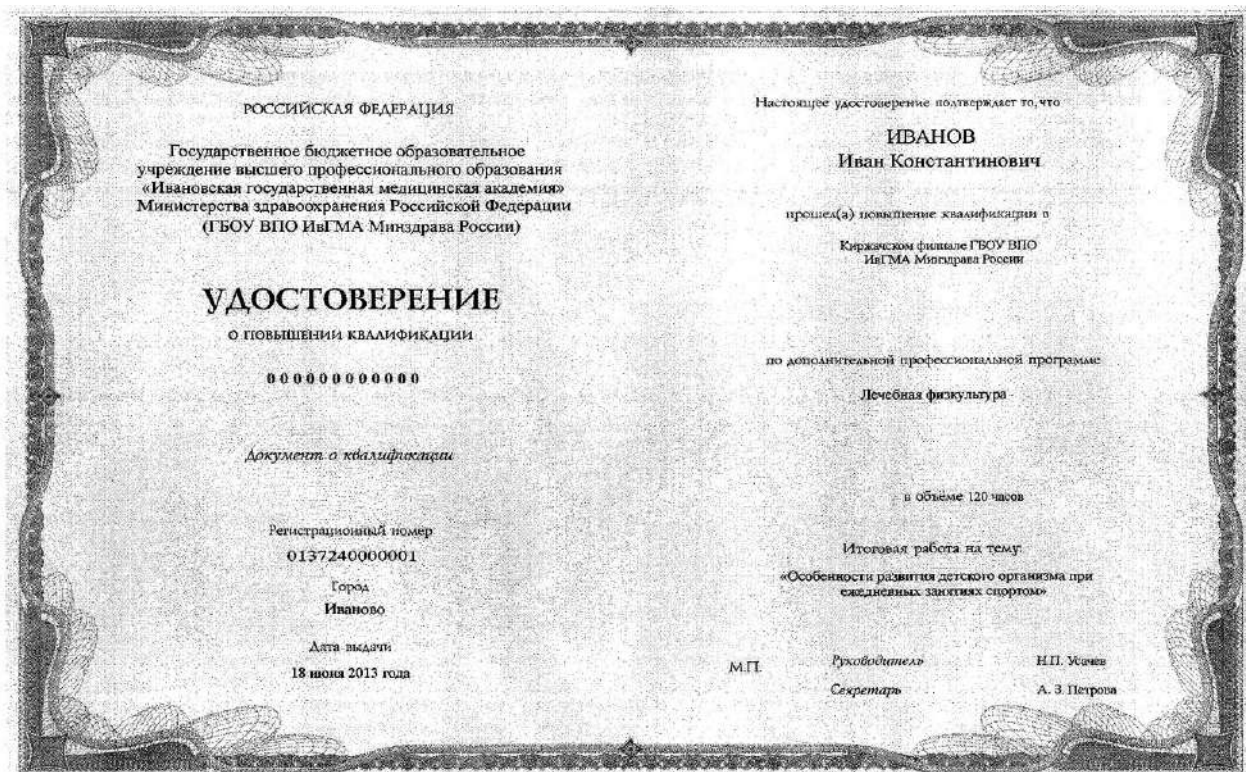 РОССИЙСКАЯ ФЕДЕРАЦИЯ
Государственное бюджетное образовательное
учреждение высшего профессионального образования
«Ивановская государственная медицинская академия»
Министерства здравоохранения Российской Федерации
(ГБОУ ВПО ИвГМА Минздрава России)
УДОСТОВЕРЕНИЕ
О ПОВЫШЕНИИ КВАЛИФИКАЦИИ
000000000000
Документ о квалификации
Регистрационный номер
0137240000001
Город
Иваново
Дата выдачи
18 июня 2013 года
Настоящее удостоверение подтверждает то, что
ИВАНОВ
Иван Константинович
прошел(а) повышение квалификации в
Киржачском филиале ГБОУ ВПО
ИвГМА Минздрава России
по дополнительной профессиональной программе
Лечебная физкультура
в объёме 120 часов
Итоговая работа на тему:
«Особенности развития детского организма при
ежедневных занятиях спортом»
М.П.
Руководитель Н.П. Усачев
Секретарь А. З. Петрова